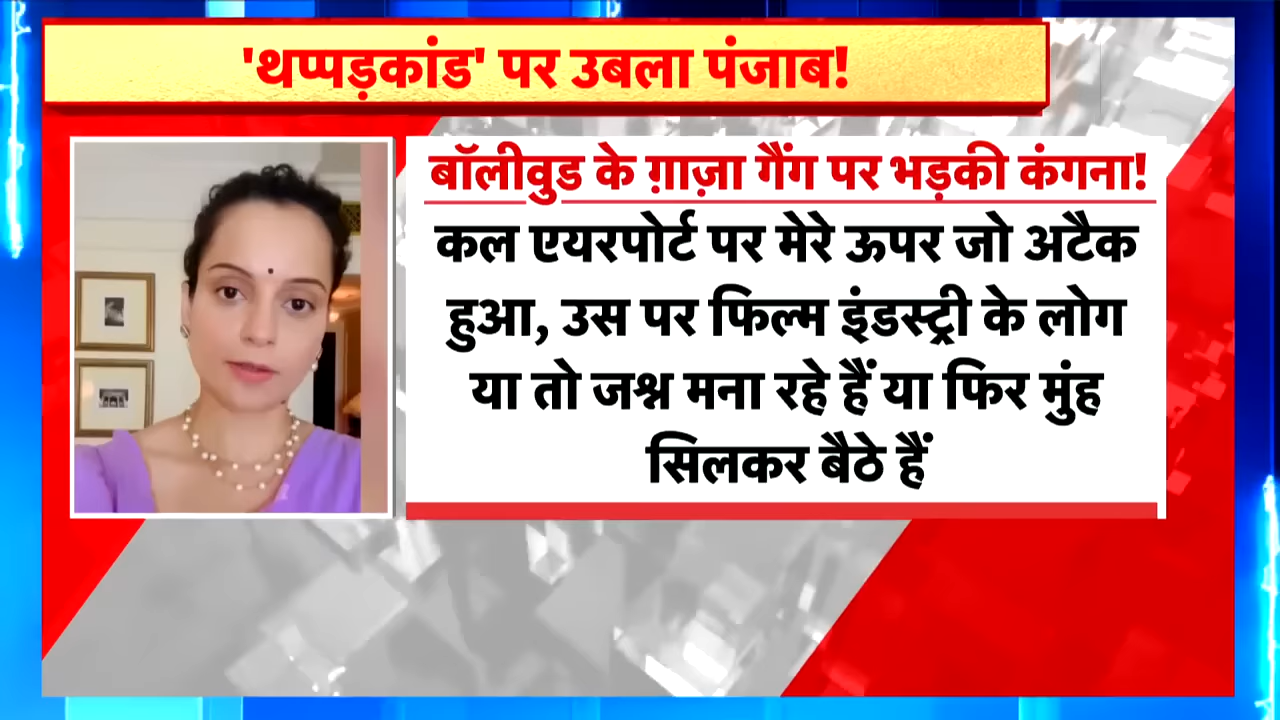 'थप्पड़कांड' पर उबला पंजाब!
बॉलीवुड के ग़ाज़ा गैंग पर भड़की कंगना!
कल एयरपोर्ट पर मेरे ऊपर जो अटैक
हुआ, उस पर फिल्म इंडस्ट्री के लोग
या तो जश्न मना रहे हैं या फिर मुंह
सिलकर बैठे हैं